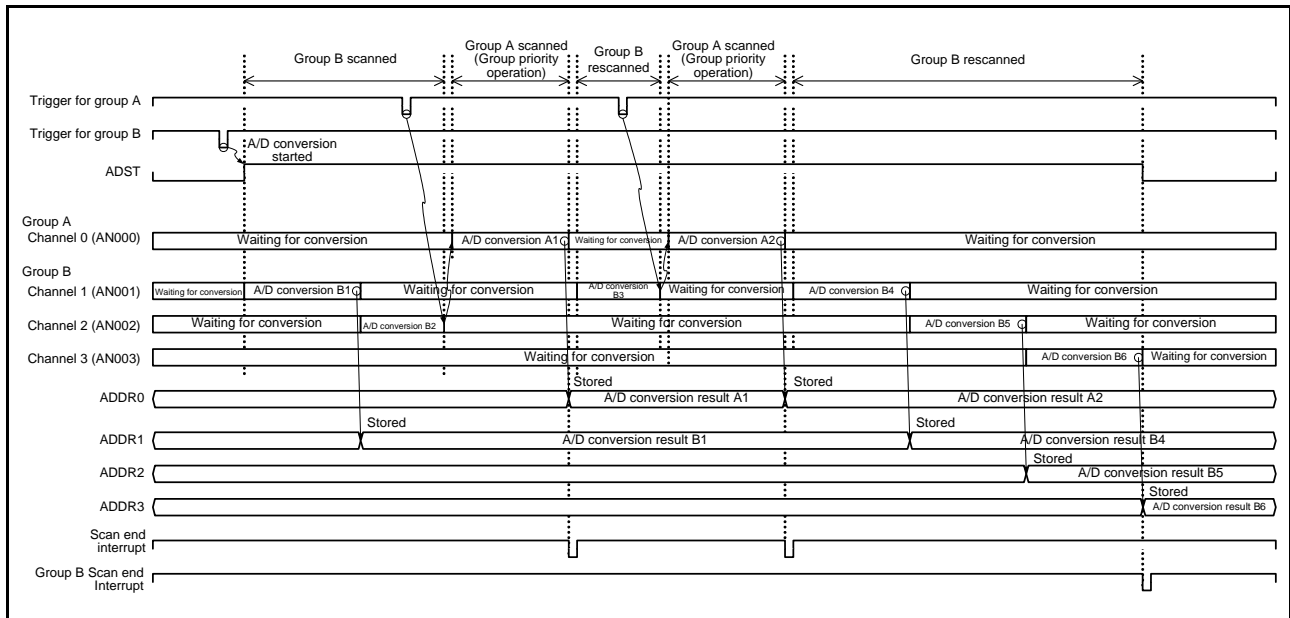 Group B scanned
Group A scanned
(Group priority
operation)
Group B
rescanned
Group A scanned
(Group priority
operation)
Group B rescanned
Trigger for group A
Trigger for group B
A/D conversion
started
ADST
Group A
Channel 0 (AN000)
Waiting for conversion
A/D conversion A1
Waiting for conversion
A/D conversion A2
Waiting for conversion
Group B
Channel 1 (AN001)
Waiting for conversion
A/D conversion B1
Waiting for conversion
A/D conversion
B3
Waiting for conversion
A/D conversion B4
Waiting for conversion
Channel 2 (AN002)
Waiting for conversion
A/D conversion B2
Waiting for conversion
A/D conversion B5
Waiting for conversion
Channel 3 (AN003)
Waiting for conversion
A/D conversion B6
Waiting for conversion
Stored
Stored
ADDR0
A/D conversion result A1
A/D conversion result A2
Stored
Stored
ADDR1
A/D conversion result B1
A/D conversion result B4
Stored
ADDR2
A/D conversion result B5
Stored
ADDR3
A/D conversion result B6
Scan end
interrupt
Group B Scan end
Interrupt